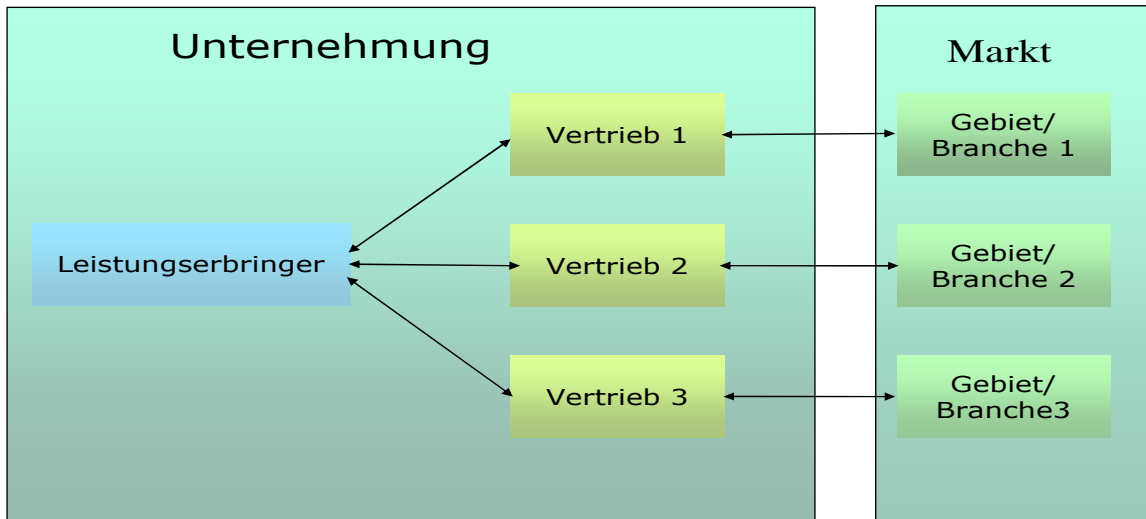 Unternehmung
Markt
Vertrieb 1
Gebiet/
Branche 1
Leistungserbringer
Vertrieb 2
Gebiet/
Branche 2
Vertrieb 3
Gebiet/
Branche3